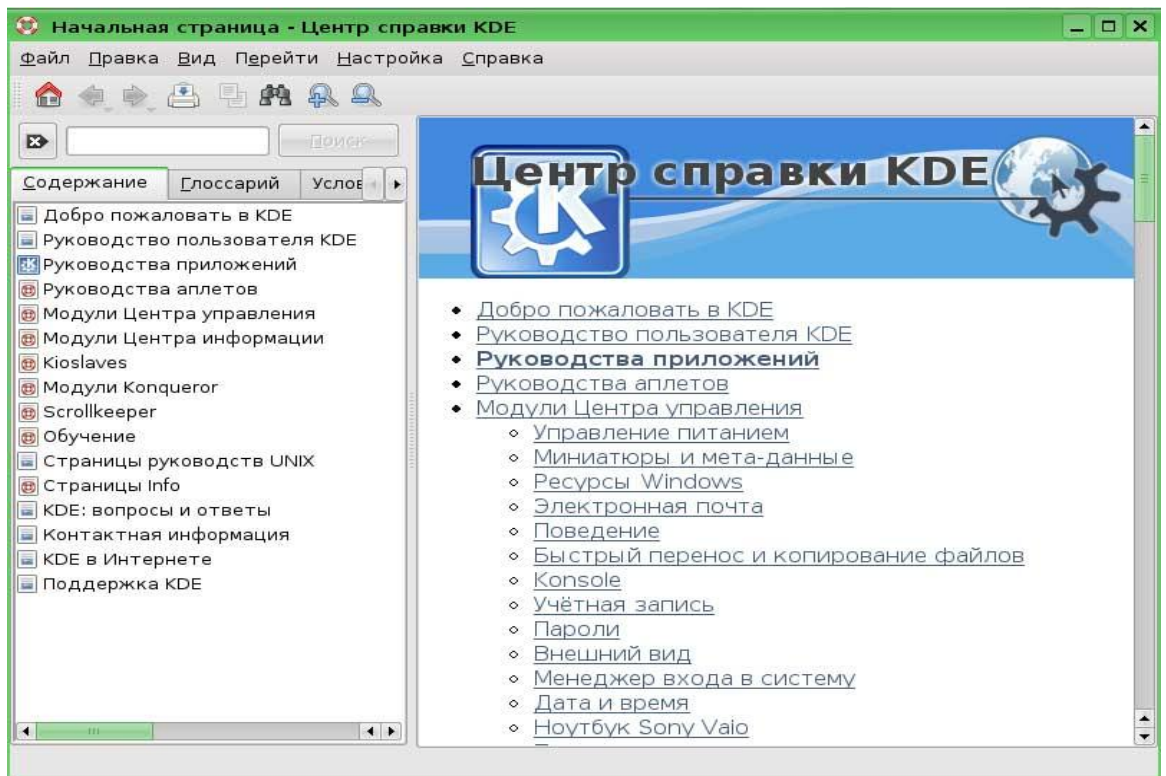 Начальная страница - Центр справки KDE
Файл Правка Вид Перейти Настройка Справка
Поиск
Содержание Глоссарий
Добро пожаловать в KDE
Руководство пользователя KDE
Руководства приложений
Руководства аплетов
Модули Центра управления
Модули Центра информации
Kioslaves
Модули Konqueror
Scrollkeeper
Обучение
Страницы руководств UNIX
Страницы Info
KDE: вопросы и ответы
Контактная информация
KDE в Интернете
Поддержка KDE
Центр справки KDE
Добро пожаловать в KDE
Руководство пользователя KDE
Руководства приложений
Руководства аплетов
Модули Центра управления
Управление питанием
Миниатюры и мета-данные
Ресурсы Windows
Электронная почта
Поведение
Быстрый перенос и копирование файлов
Konsole
Учётная запись
Пароли
Внешний вид
Менеджер входа в систему
Дата и время
Ноутбук Sony Vaio